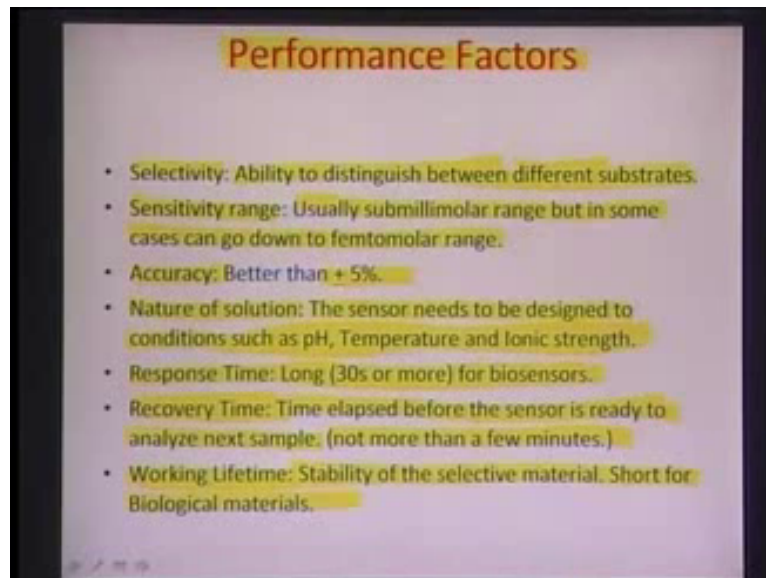 Performance Factors
• Selectivity: Ability to distinguish between different substrates.
• Sensitivity range: Usually submillimolar range but in some
cases can go down to femtomolar range.
• Accuracy: Better than + 5%.
• Nature of solution: The sensor needs to be designed to
conditions such as pH, Temperature and Ionic strength.
• Response Time: Long (30s or more) for biosensors.
• Recovery Time: Time elapsed before the sensor is ready to
analyze next sample. (not more than a few minutes.)
• Working Lifetime: Stability of the selective material. Short for
Biological materials.